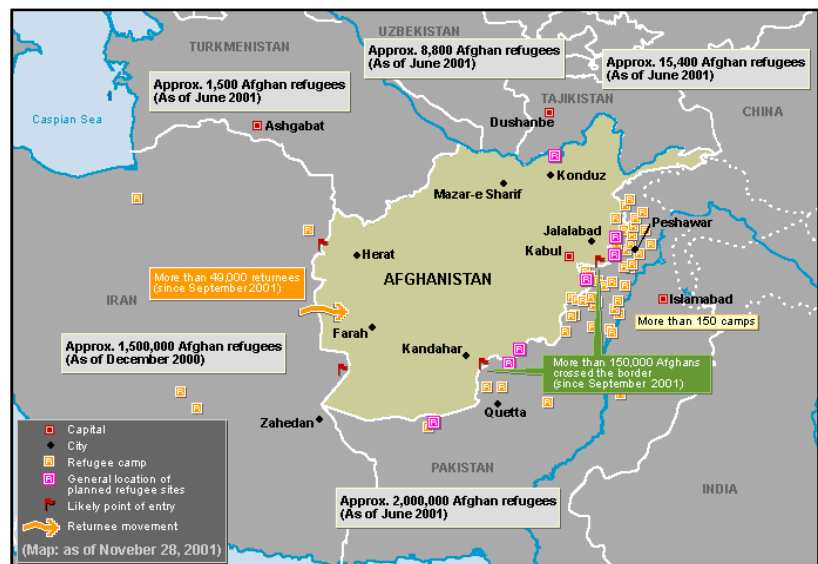 UZBEKISTAN
TURKMENISTAN
Approx. 8,800 Afghan refugees
(As of June 2001)
Approx. 15,400 Afghan refugees
(As of June 2001)
Approx. 1,500 Afghan refugees
(As of June 2001)
TAJIKISTAN
CHINA
Caspian Sea
Dushanbe
Ashgabat
Konduz
Mazar-e Sharif
Jalalabad
Peshawar
Kabul
Herat
AFGHANISTAN
More than 49,000 returnees
(since September 2001)
IRAN
Islamabad
More than 150 camps
Farah
Approx. 1,500,000 Afghan refugees
(As of December 2000)
Kandahar
More than 150,000 Afghans
crossed the border
(since September 2001)
Quetta
Zahedan
PAKISTAN
INDIA
Approx. 2,000,000 Afghan refugees
(As of June 2001)
Capital
City
R Refugee camp
R General location of
planned refugee sites
Likely point of entry
Returnee movement
(Map: as of Noveber 28, 2001)